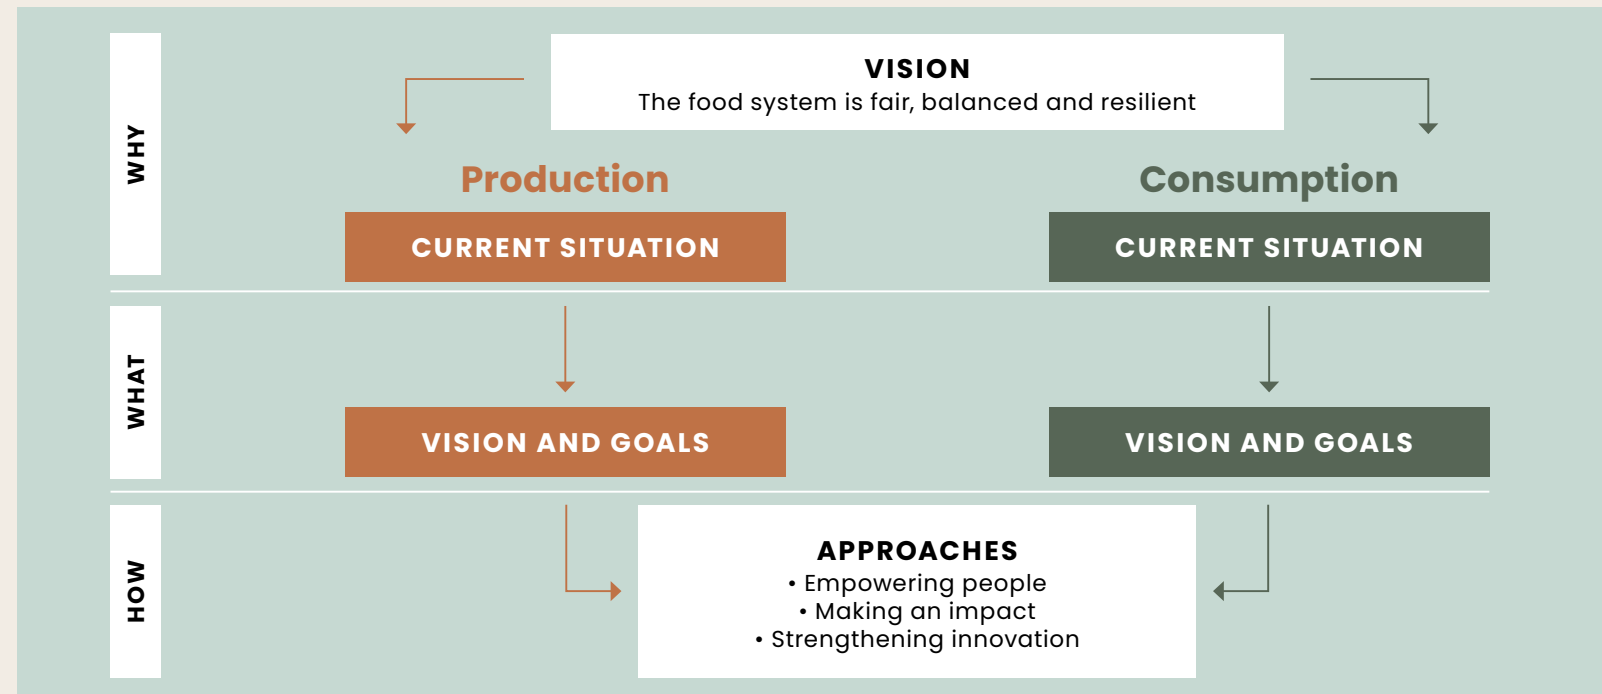 WHY
VISION
The food system is fair, balanced and resilient
Production
Consumption
CURRENT SITUATION
CURRENT SITUATION
WHAT
VISION AND GOALS
VISION AND GOALS
HOW
APPROACHES
• Empowering people
• Making an impact
• Strengthening innovation